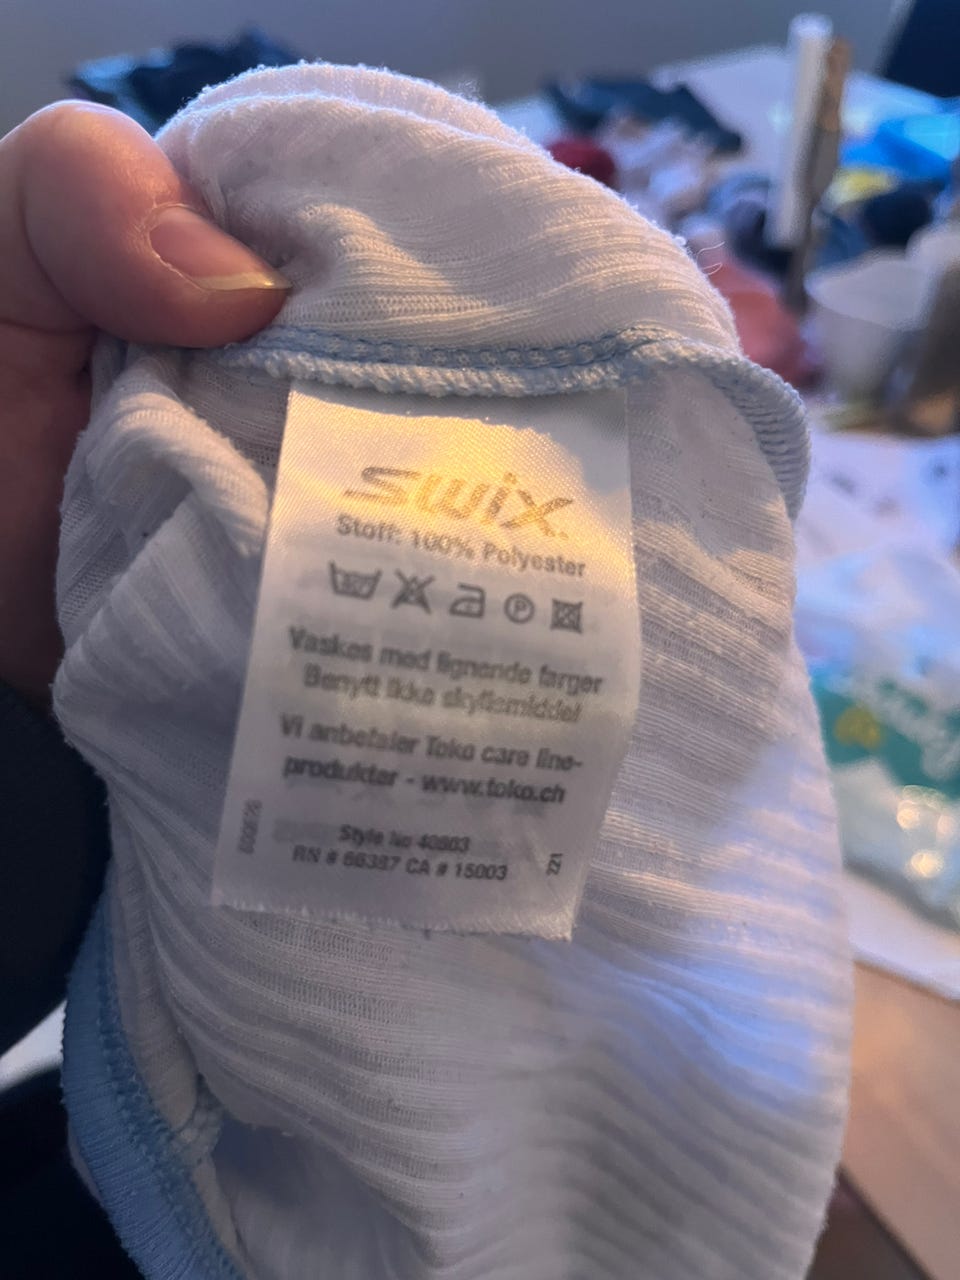 swix
Stoff: 100% Polyester
P
Vaskes med lignende farger
Benytt ikke skyllemiddel
Vi anbefaler Toko care line-
produkter - www.toko.ch
Style No 40803
RN # 66387 CA # 15003
221